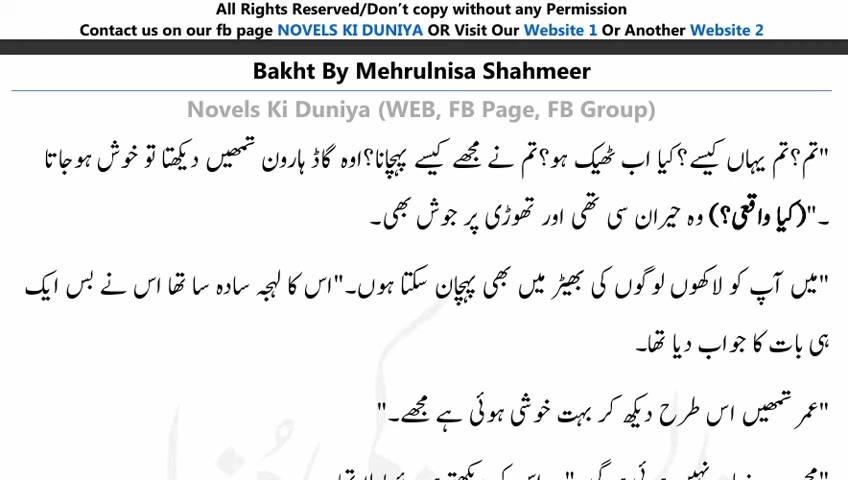 All Rights Reserved/Don’t copy without any Permission
Contact us on our fb page NOVELS KI DUNIYA OR Visit Our Website 1 Or Another Website 2
Bakht By Mehrulnisa Shahmeer
Novels Ki Duniya (WEB, FB Page, FB Group)
"تم؟تم یہاں کیسے؟کیا اب ٹھیک ہو؟تم نے مجھے کیسے پہچانا؟اوہ گاڈ ہارون تمھیں دیکھتا تو خوش ہوجاتا
۔"(کیا واقعی؟) وہ حیران سی تھی اور تھوڑی پر جوش بھی۔
"میں آپ کو لاکھوں لوگوں کی بھیڑ میں بھی پہچان سکتا ہوں۔"اس کا لہجہ سادہ سا تھا اس نے بس ایک
ہی بات کا جواب دیا تھا۔
"عمر تمھیں اس طرح دیکھ کر بہت خوشی ہوئی ہے مجھے۔"